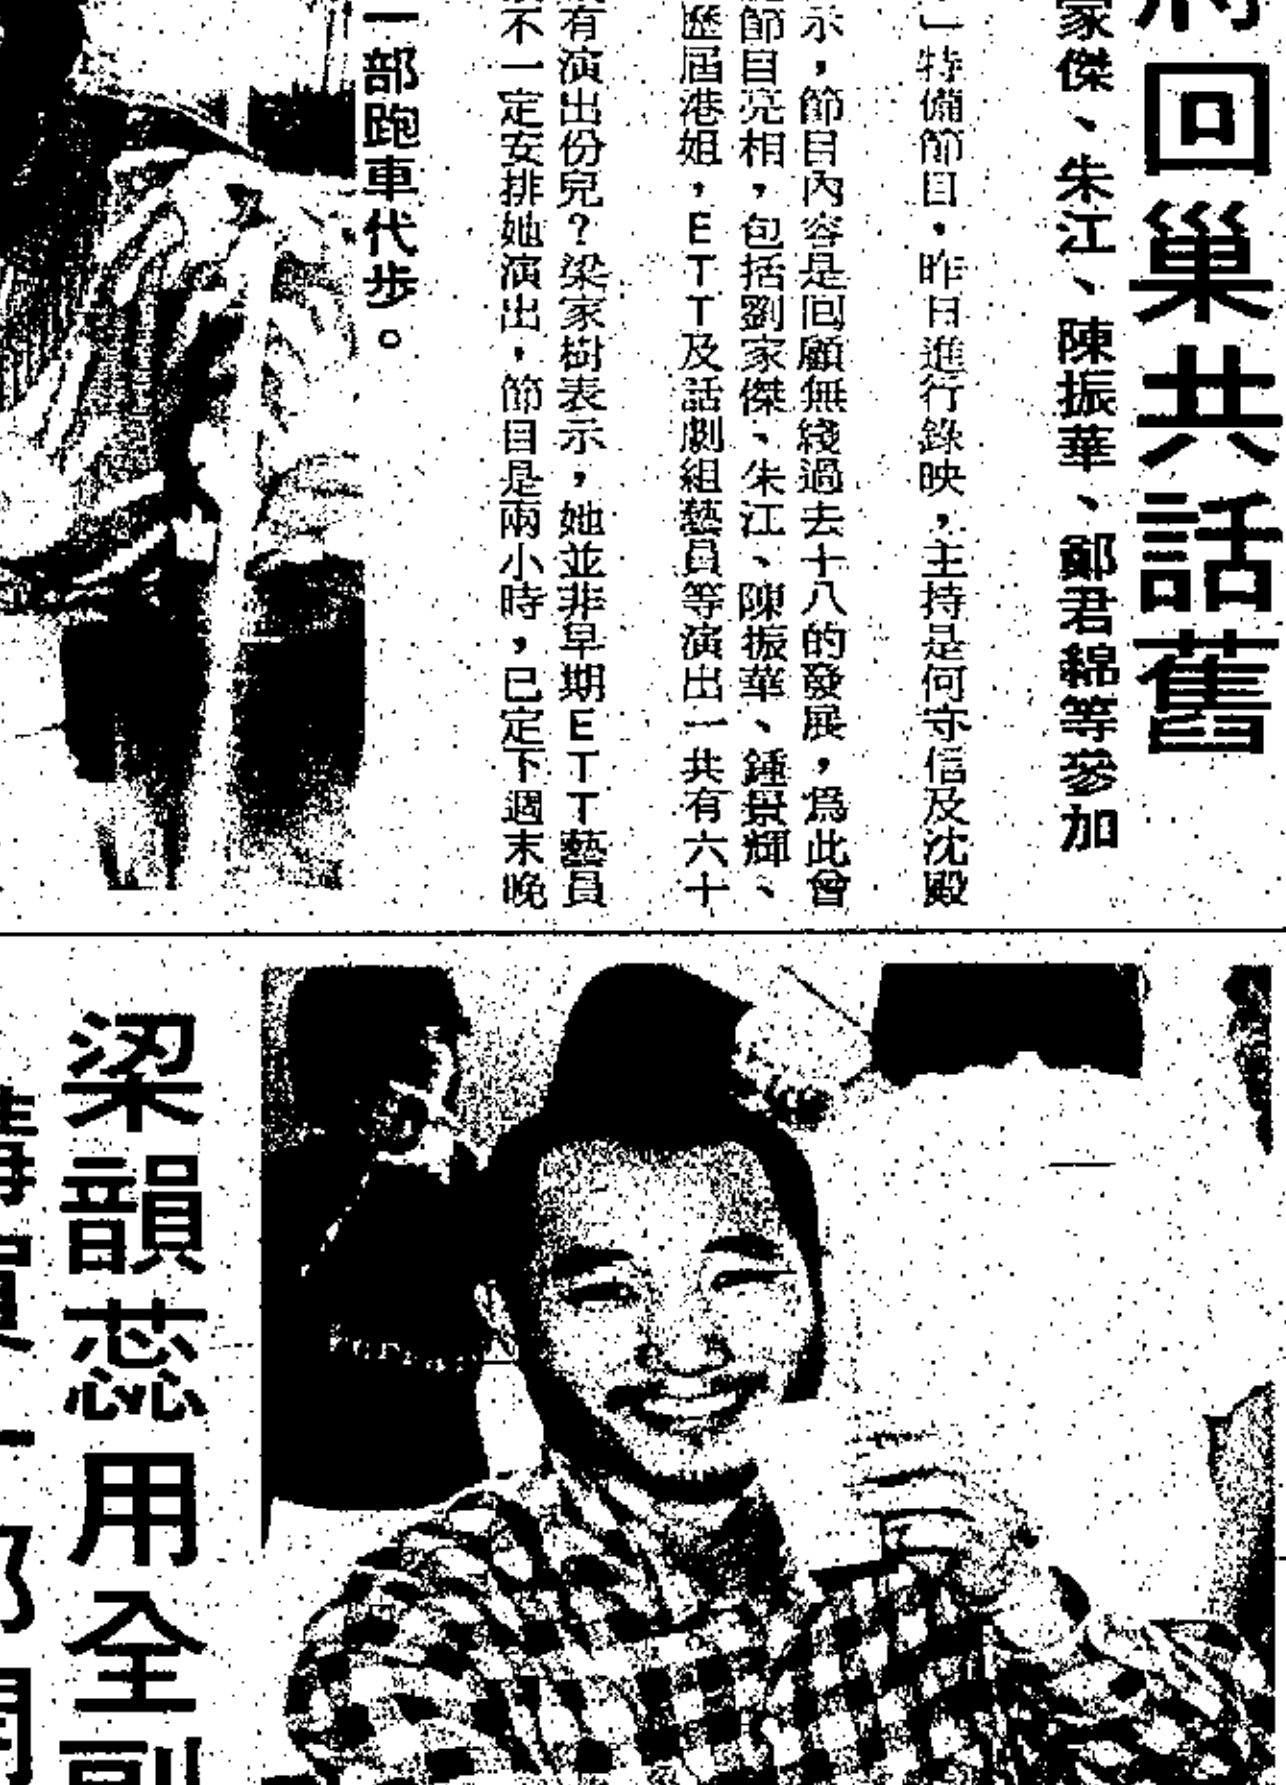 回巢共話舊
家傑、朱江、陳振華、鄭君綿等參加
」特備節目,昨日進行錄映,主持是何守信及沈殿
示,節目內容是回顧無綫過去十八的發展,爲此曾
節目亮相,包括劉家傑、朱江、陳振華、鍾景輝、
歷屆港姐,ETT及話劇組藝員等演出一共有六十
有演出份兒?梁家樹表示,她並非早期ETT藝員
不一定安排她演出,節目是兩小時,已定下週末晚
一部跑車代步。
梁韻蕊用全副